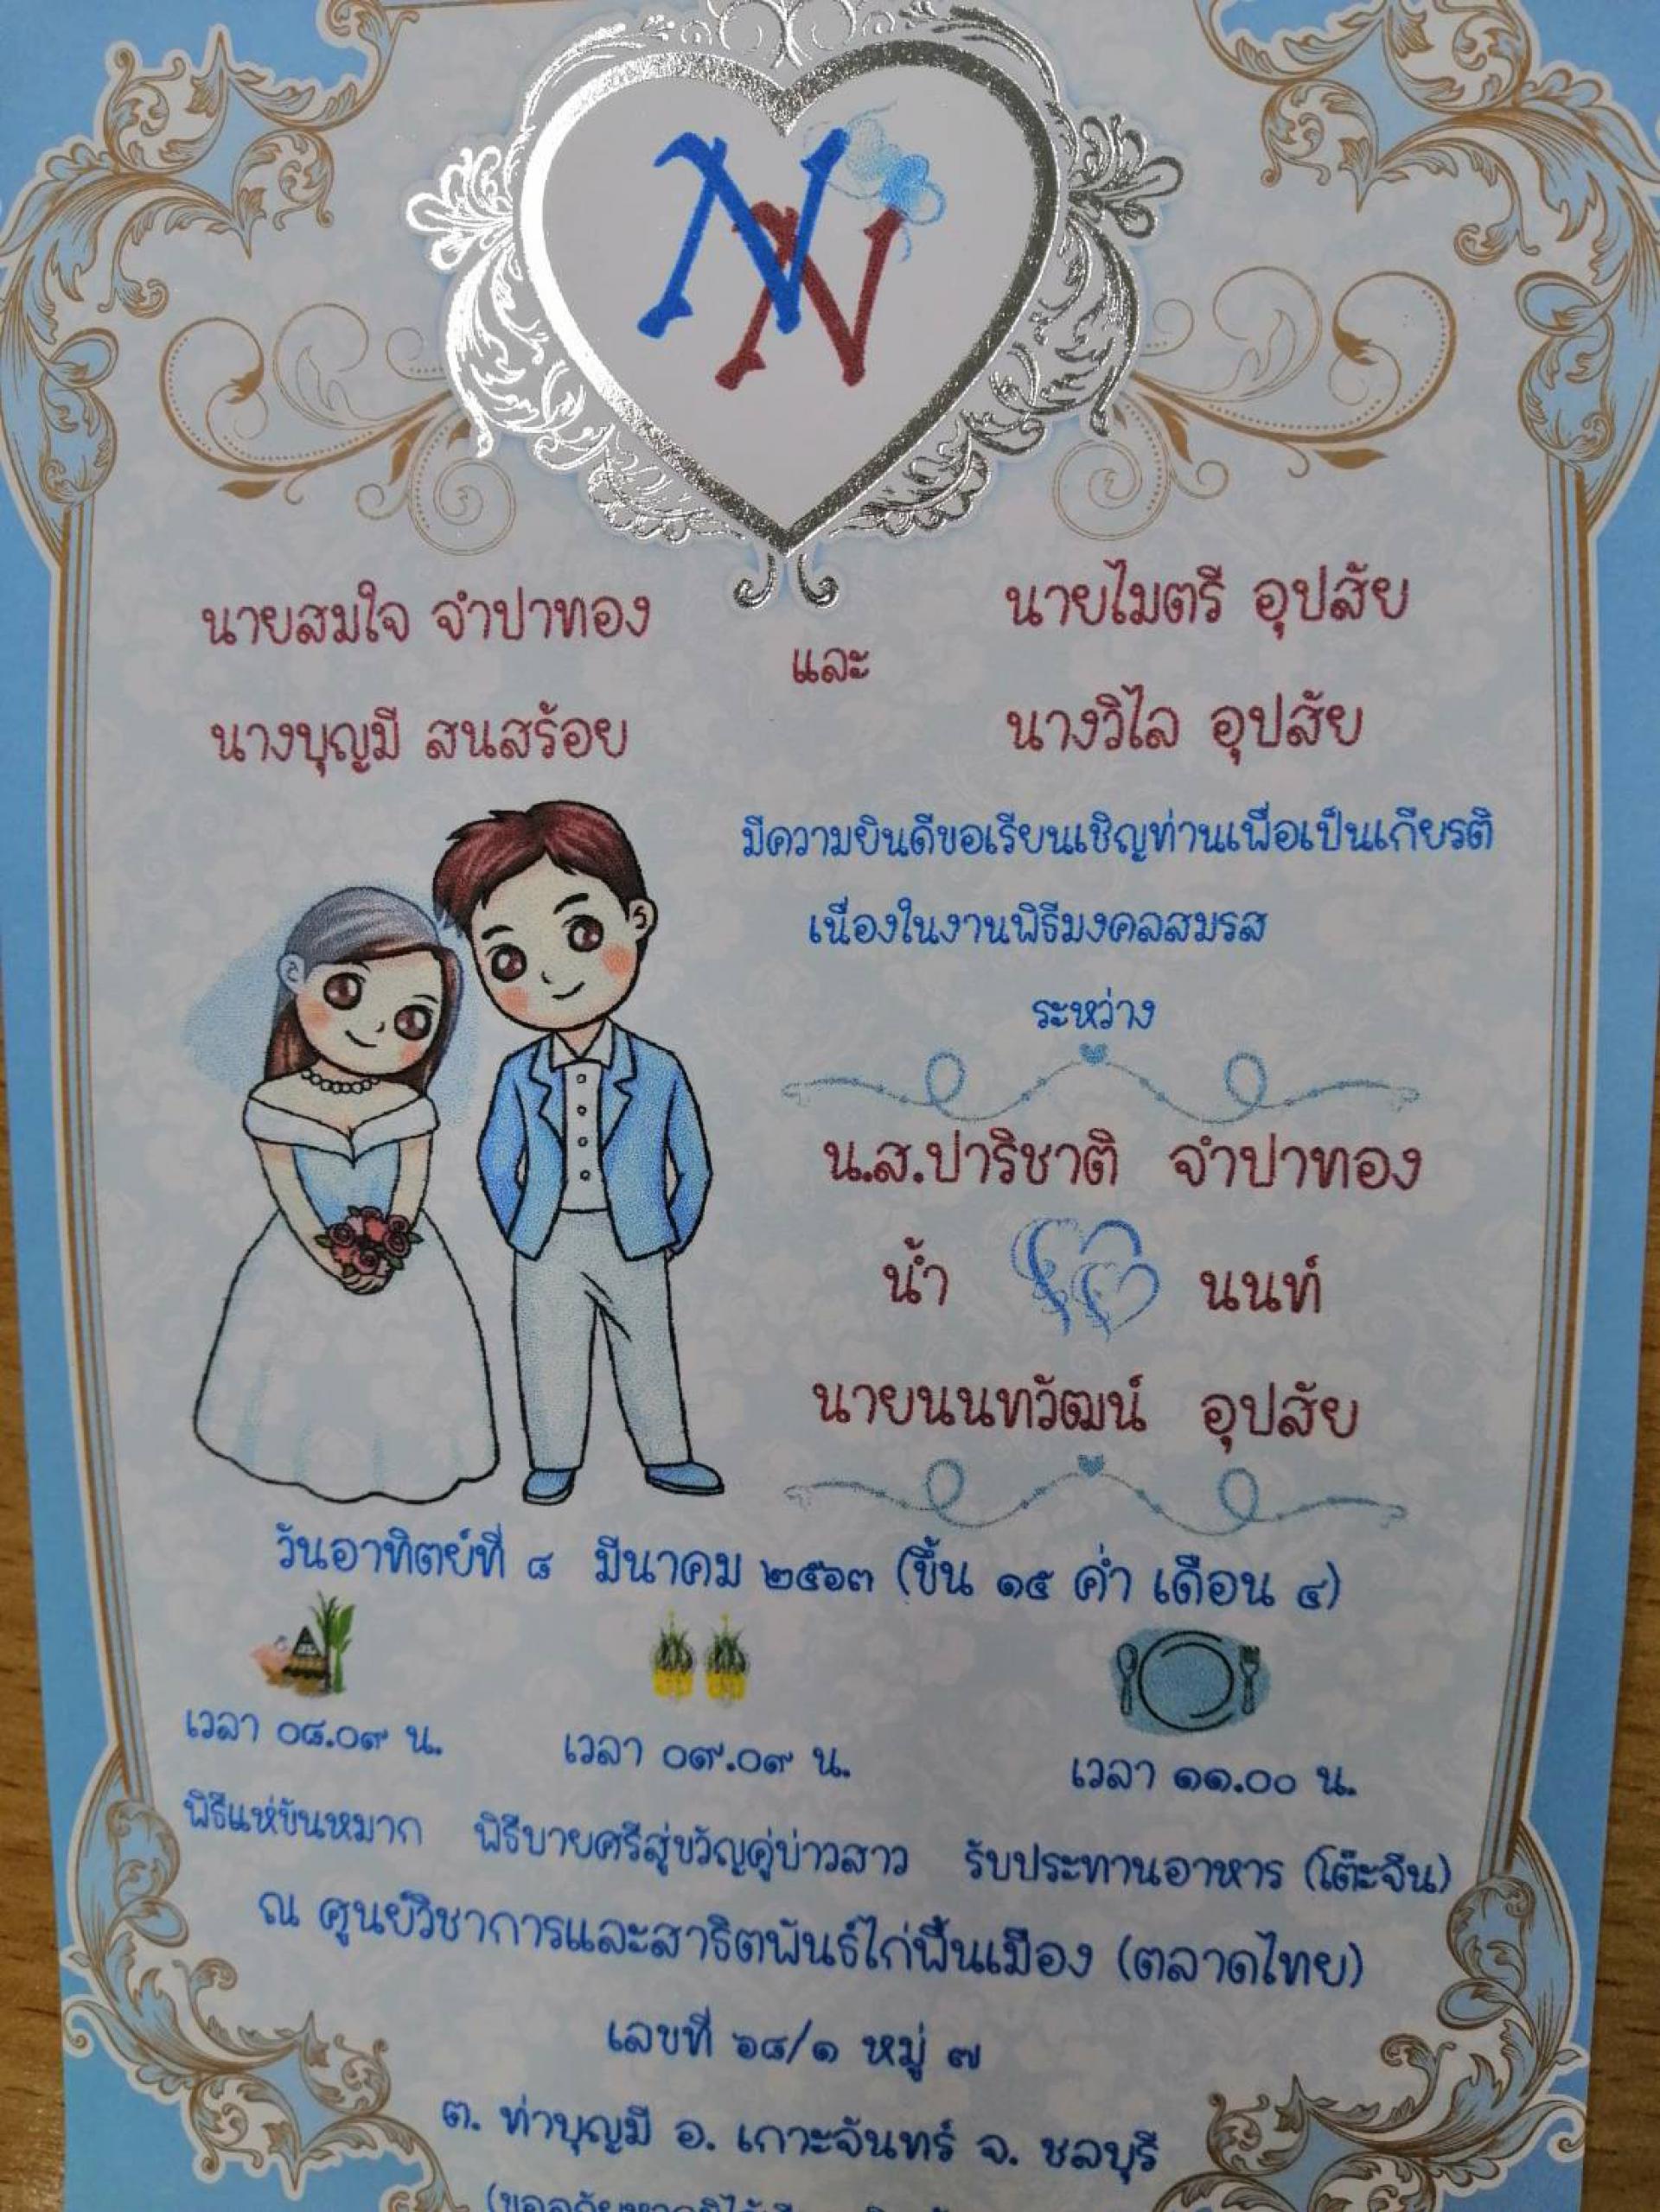 NN
นายสมใจ จำปาทอง
นางบุญมี สนสร้อย
และ
นายไมตรี อุปสัย
นางวิไล อุปสัย
มีความยินดีขอเรียนเชิญท่านเพื่อเป็นเกียรติ
เนื่องในงานพิธีมงคลสมรส
ระหว่าง
น.ส.ปาริชาติ จำปาทอง
น้ำ นนท์
นายนนทวัฒน์ อุปสัย
วันอาทิตย์ที่ ๘ มีนาคม ๒๕๖๓ (ขึ้น ๑๕ ค่ำ เดือน ๔)
เวลา ๐๘.๐๙ น. เวลา ๐๙.๐๙ น. เวลา ๑๑.๐๐ น.
พิธีแห่ขันหมาก พิธีบายศรีสู่ขวัญคู่บ่าวสาว รับประทานอาหาร (โต๊ะจีน)
ณ ศูนย์วิชาการและสาธิตพันธ์ไก่พื้นเมือง (ตลาดไทย)
เลขที่ ๖๘/๑ หมู่ ๗
ต. ท่าบุญมี อ. เกาะจันทร์ จ. ชลบุรี